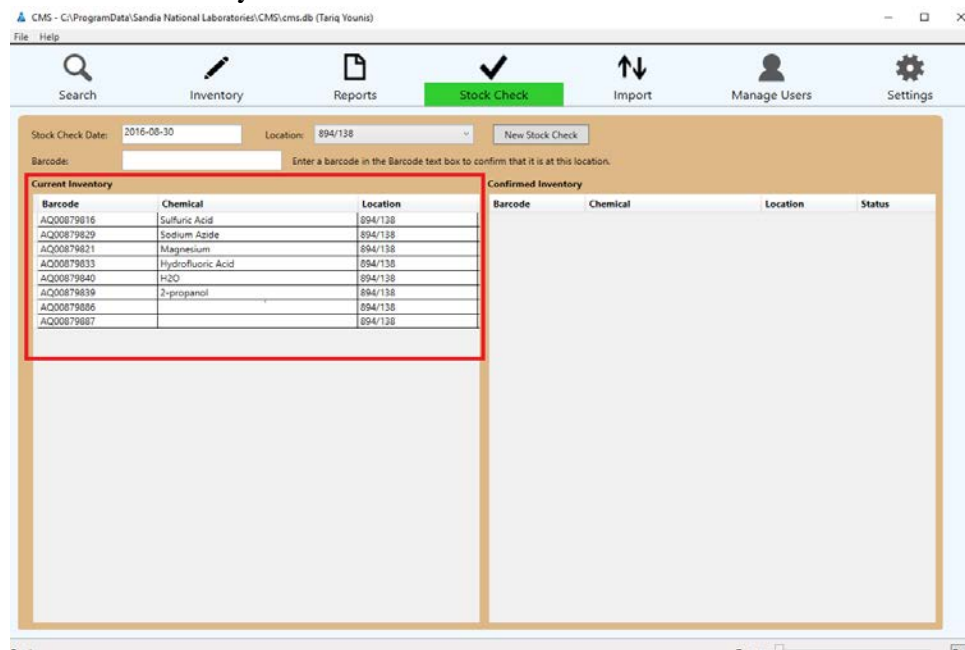 CMS - C:\ProgramData\Sandia National Laboratories\CMS\cms.db (Tariq Younis)
File Help
Search Inventory Reports Stock Check Import Manage Users Settings
Stock Check Date: 2016-08-30 Location: 894/138 New Stock Check
Barcode: Enter a barcode in the Barcode text box to confirm that it is at this location.
Current Inventory Confirmed Inventory
Barcode Chemical Location Barcode Chemical Location Status
AQ00879816 Sulfuric Acid 894/138
AQ00879829 Sodium Azide 894/138
AQ00879821 Magnesium 894/138
AQ00879833 Hydrofluoric Acid 894/138
AQ00879840 H2O 894/138
AQ00879839 2-propanol 894/138
AQ00879886 894/138
AQ00879887 894/138